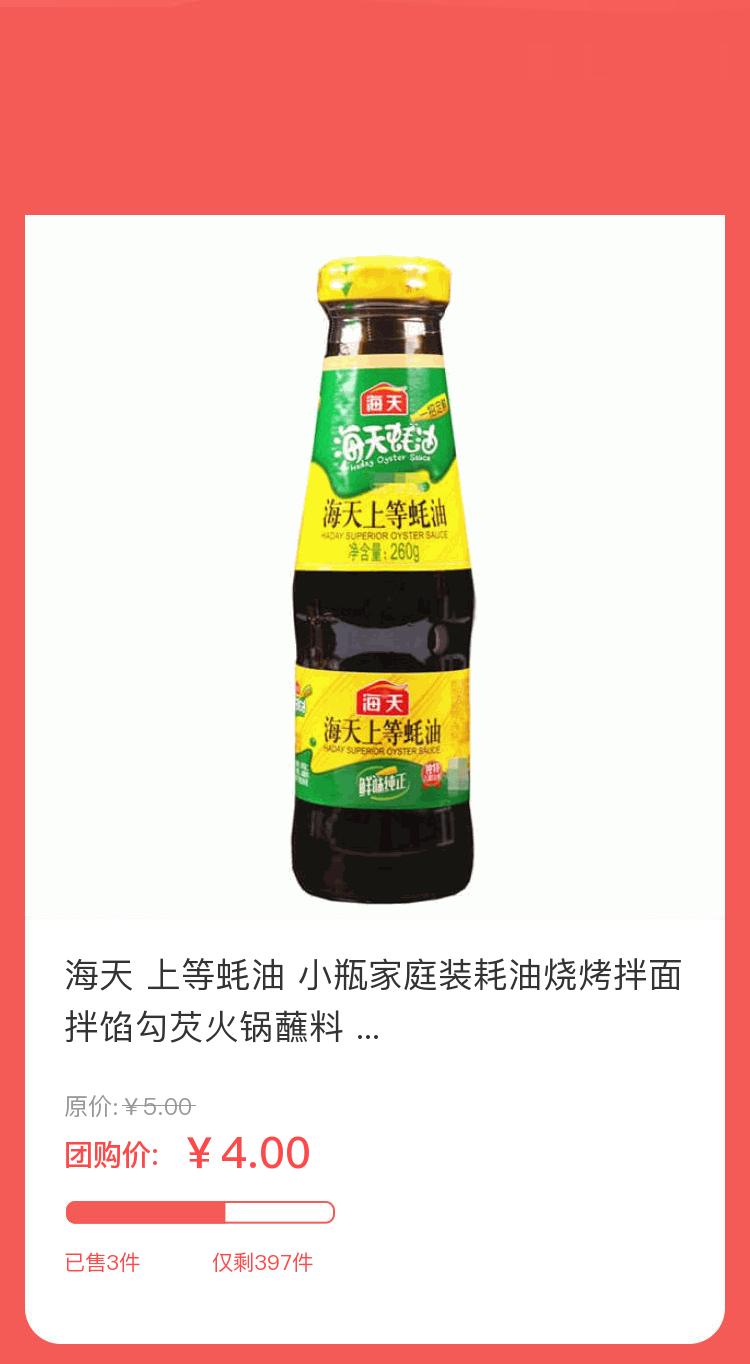 海天
一招定鲜
海天蚝油
Haday Oyster Sauce
海天上等蚝油
HADAY SUPERIOR OYSTER SAUCE
净含量:260g
海天
海天上等蚝油
HADAY SUPERIOR OYSTER SAUCE
鲜味纯正
海天 上等蚝油 小瓶家庭装耗油烧烤拌面
拌馅勾芡火锅蘸料 ...
原价:￥5.00
团购价: ￥4.00
已售3件 仅剩397件